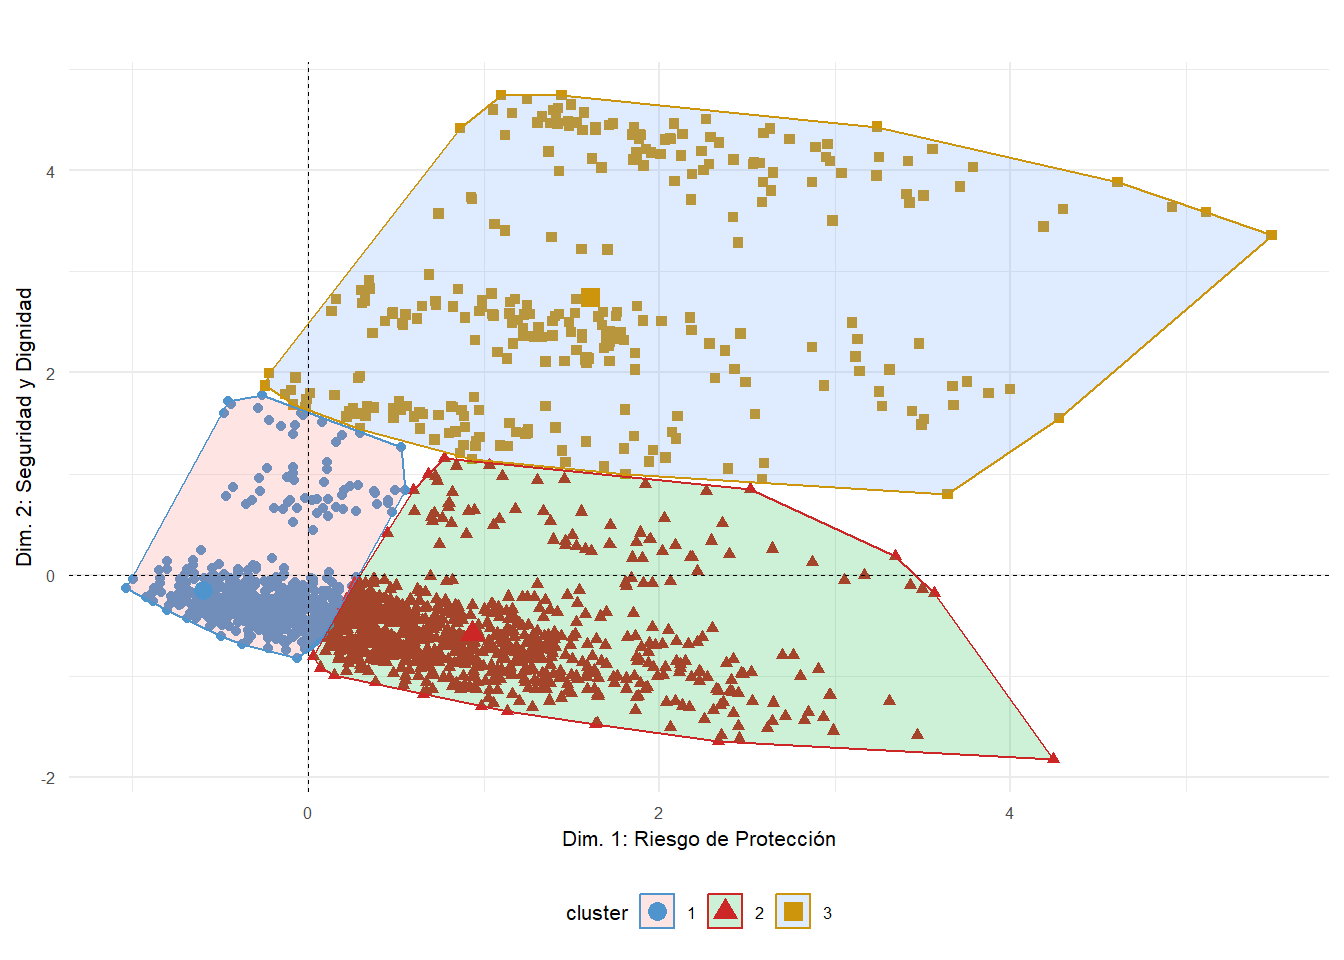 4
2
0
-2
Dim. 2: Seguridad y Dignidad
0
2
4
Dim. 1: Riesgo de Protección
cluster 1 2 3